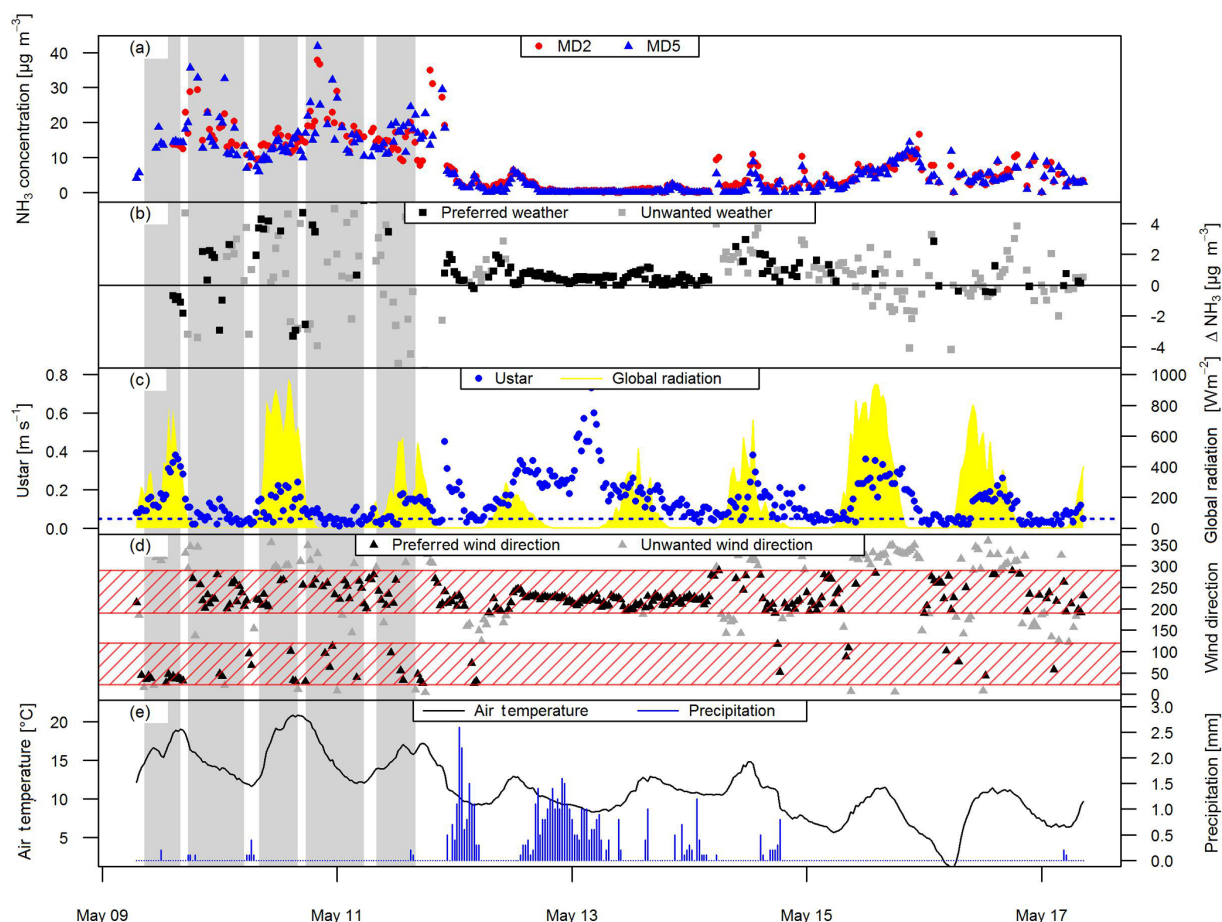 (a)
MD2 MD5
NH₃ concentration [µg m⁻³]
40
30
20
10
0
(b)
Preferred weather Unwanted weather
Δ NH₃ [µg m⁻³]
4
2
0
-2
-4
(c)
Ustar Global radiation
Ustar [m s⁻¹]
0.8
0.6
0.4
0.2
0.0
Global radiation [Wm⁻²]
1000
800
600
400
200
0
(d)
Preferred wind direction Unwanted wind direction
Wind direction
350
300
250
200
150
100
50
0
(e)
Air temperature Precipitation
Air temperature [°C]
20
15
10
5
Precipitation [mm]
3.0
2.5
2.0
1.5
1.0
0.5
0.0
May 09 May 11 May 13 May 15 May 17